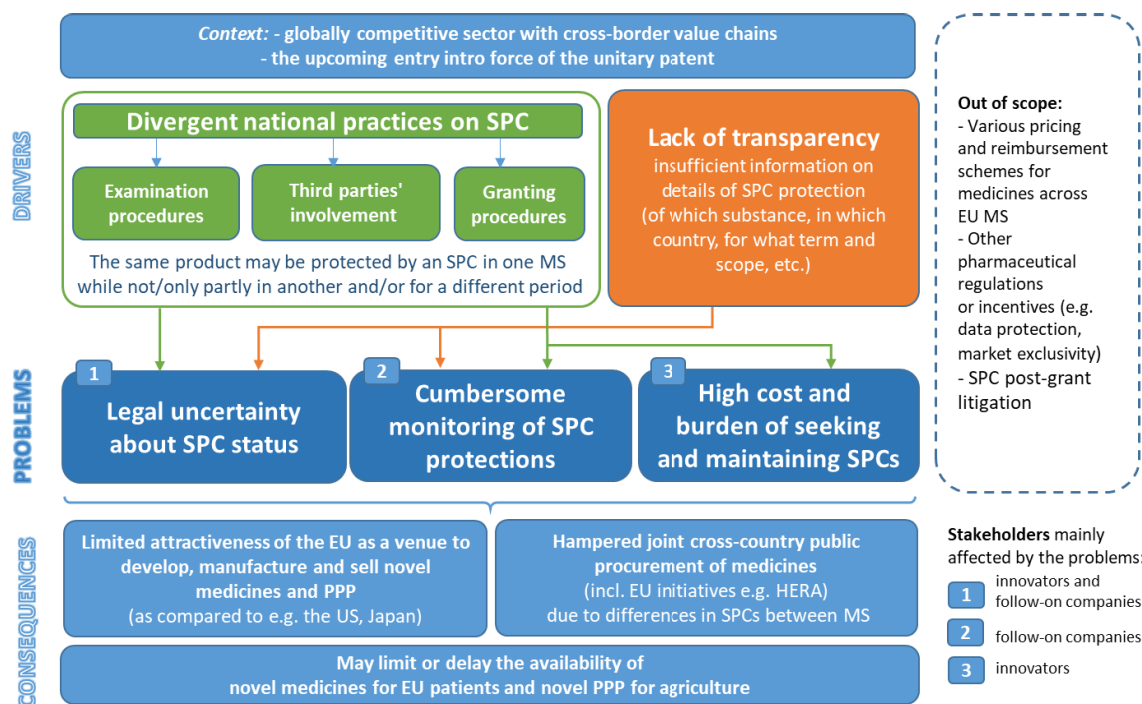 Context: - globally competitive sector with cross-border value chains
- the upcoming entry intro force of the unitary patent
DRIVERS
Divergent national practices on SPC
Examination
procedures
Third parties'
involvement
Granting
procedures
The same product may be protected by an SPC in one MS
while not/only partly in another and/or for a different period
Lack of transparency
insufficient information on
details of SPC protection
(of which substance, in which
country, for what term and
scope, etc.)
Out of scope:
- Various pricing
and reimbursement
schemes for
medicines across
EU MS
- Other
pharmaceutical
regulations
or incentives (e.g.
data protection,
market exclusivity)
- SPC post-grant
litigation
PROBLEMS
1
Legal uncertainty
about SPC status
2
Cumbersome
monitoring of SPC
protections
3
High cost and
burden of seeking
and maintaining SPCs
CONSEQUENCES
Limited attractiveness of the EU as a venue to
develop, manufacture and sell novel
medicines and PPP
(as compared to e.g. the US, Japan)
Hampered joint cross-country public
procurement of medicines
(incl. EU initiatives e.g. HERA)
due to differences in SPCs between MS
May limit or delay the availability of
novel medicines for EU patients and novel PPP for agriculture
Stakeholders mainly
affected by the problems:
1 innovators and
follow-on companies
2 follow-on companies
3 innovators